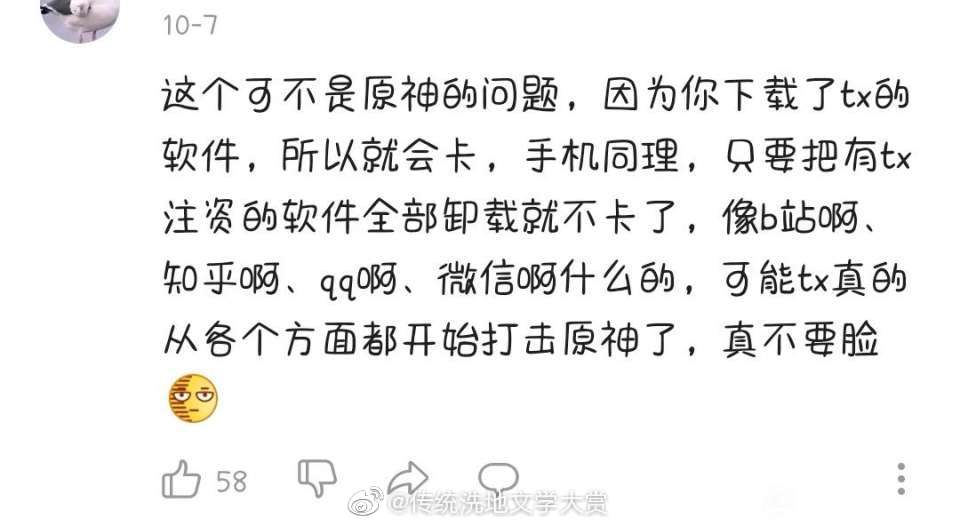 10-7
这个可不是原神的问题，因为你下载了tx的
软件，所以就会卡，手机同理，只要把有tx
注资的软件全部卸载就不卡了，像b站啊、
知乎啊、qq啊、微信啊什么的，可能tx真的
从各个方面都开始打击原神了，真不要脸
58
@传统洗地文学大赏